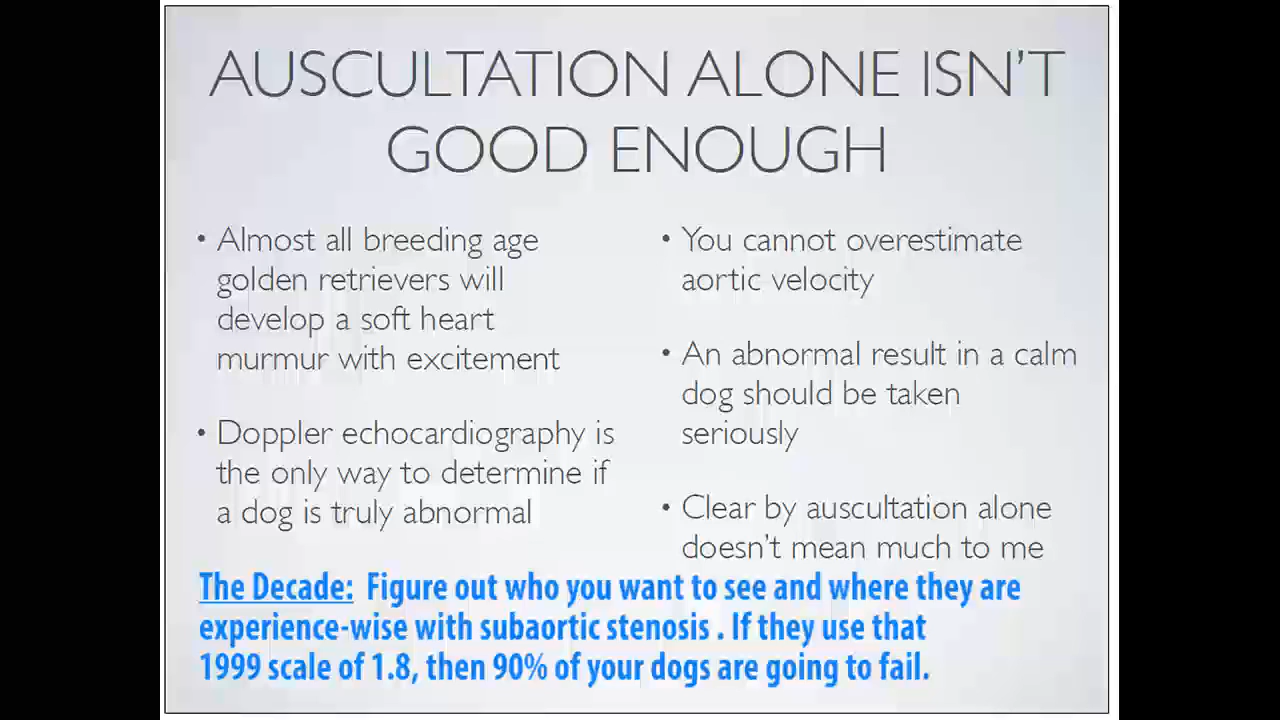 AUSCULTATION ALONE ISN'T
GOOD ENOUGH
• Almost all breeding age
golden retrievers will
develop a soft heart
murmur with excitement
• Doppler echocardiography is
the only way to determine if
a dog is truly abnormal
• You cannot overestimate
aortic velocity
• An abnormal result in a calm
dog should be taken
seriously
• Clear by auscultation alone
doesn't mean much to me
The Decade: Figure out who you want to see and where they are
experience-wise with subaortic stenosis . If they use that
1999 scale of 1.8, then 90% of your dogs are going to fail.